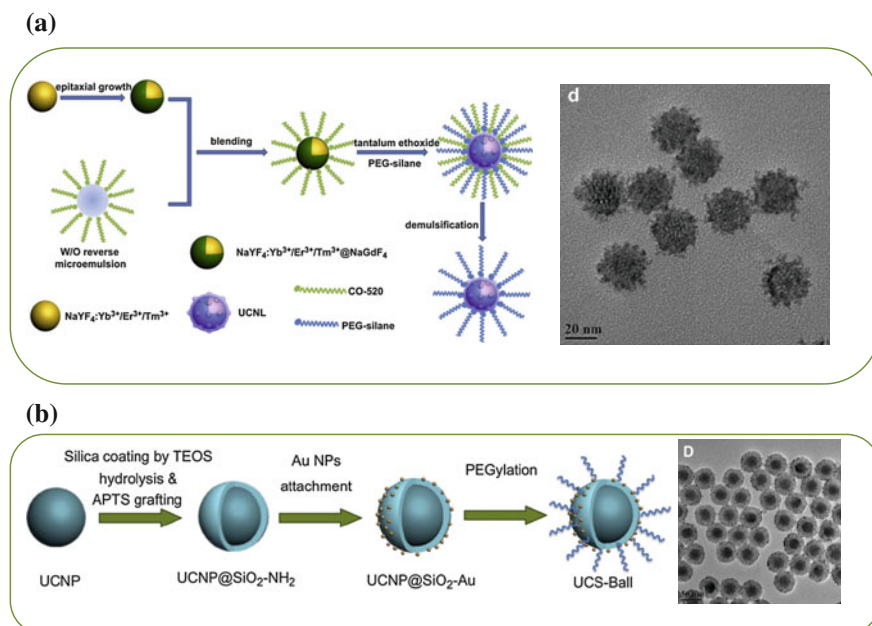 (a)
epitaxial growth
blending
tantalum ethoxide
PEG-silane
demulsification
W/O reverse
microemulsion
NaYF₄:Yb³⁺/Er³⁺/Tm³⁺@NaGdF₄
CO-520
NaYF₄:Yb³⁺/Er³⁺/Tm³⁺
UCNL
PEG-silane
d
20 nm
(b)
Silica coating by TEOS
hydrolysis &
APTS grafting
Au NPs
attachment
PEGylation
UCNP
UCNP@SiO₂-NH₂
UCNP@SiO₂-Au
UCS-Ball
D